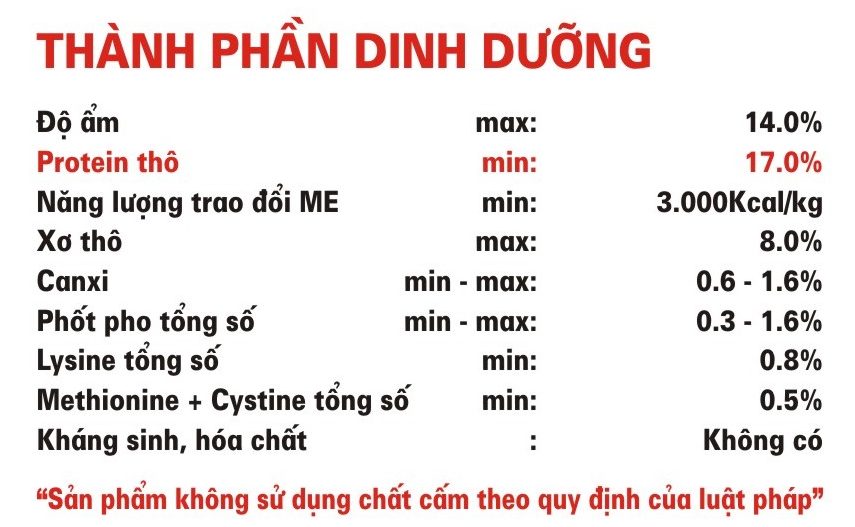 THÀNH PHẦN DINH DƯỠNG
Độ ẩm max: 14.0%
Protein thô min: 17.0%
Năng lượng trao đổi ME min: 3.000Kcal/kg
Xơ thô max: 8.0%
Canxi min - max: 0.6 - 1.6%
Phốt pho tổng số min - max: 0.3 - 1.6%
Lysine tổng số min: 0.8%
Methionine + Cystine tổng số min: 0.5%
Kháng sinh, hóa chất : Không có
“Sản phẩm không sử dụng chất cấm theo quy định của luật pháp”